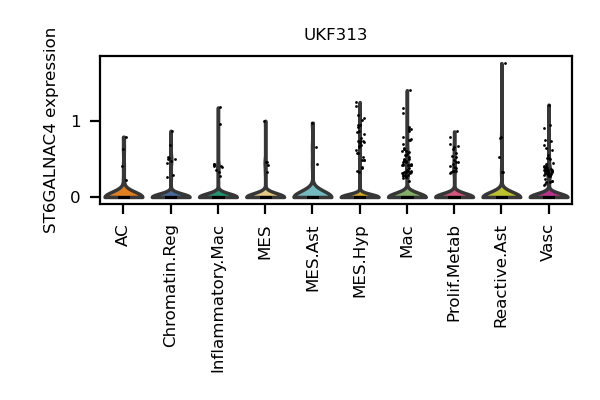 UKF313
ST6GALNAC4 expression
1
0
AC
Chromatin.Reg
Inflammatory.Mac
MES
MES.Ast
MES.Hyp
Mac
Prolif.Metab
Reactive.Ast
Vasc